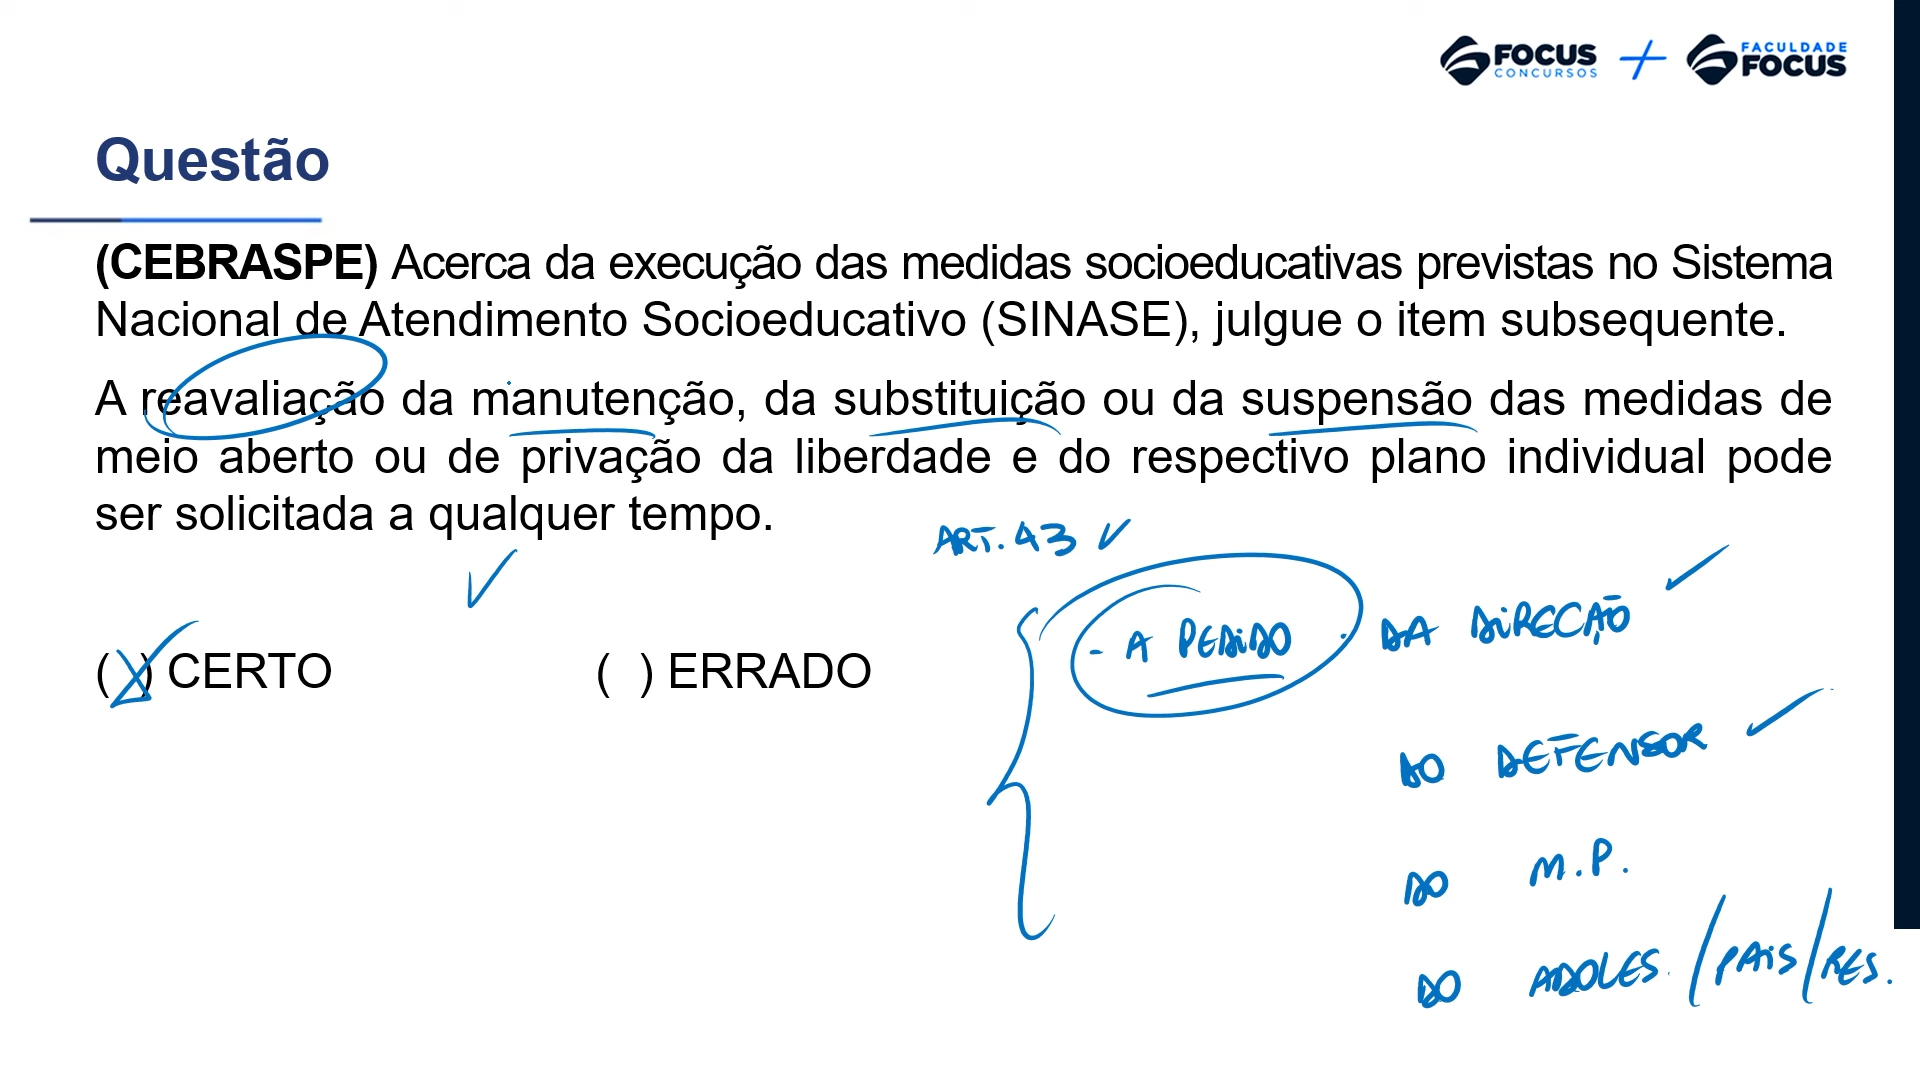 FOCUS CONCURSOS + FACULDADE FOCUS
Questão
(CEBRASPE) Acerca da execução das medidas socioeducativas previstas no Sistema
Nacional de Atendimento Socioeducativo (SINASE), julgue o item subsequente.
A reavaliação da manutenção, da substituição ou da suspensão das medidas de
meio aberto ou de privação da liberdade e do respectivo plano individual pode
ser solicitada a qualquer tempo.
ART. 43 ✓
(X) CERTO ( ) ERRADO
- A PEDIDO . DA DIREÇÃO
DO DEFENSOR
DO M.P.
DO ADOLES. / PAIS / RES.